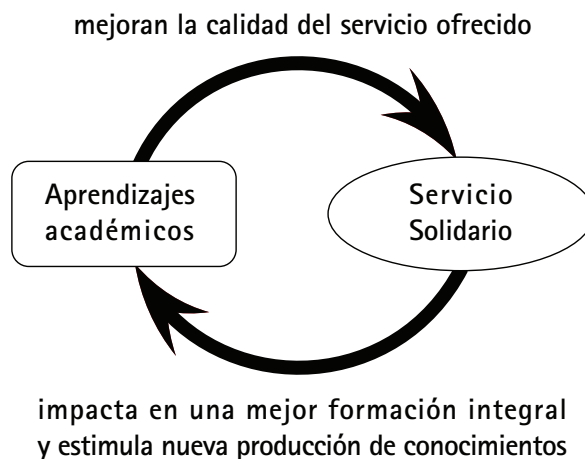 mejoran la calidad del servicio ofrecido
Aprendizajes
académicos
Servicio
Solidario
impacta en una mejor formación integral
y estimula nueva producción de conocimientos